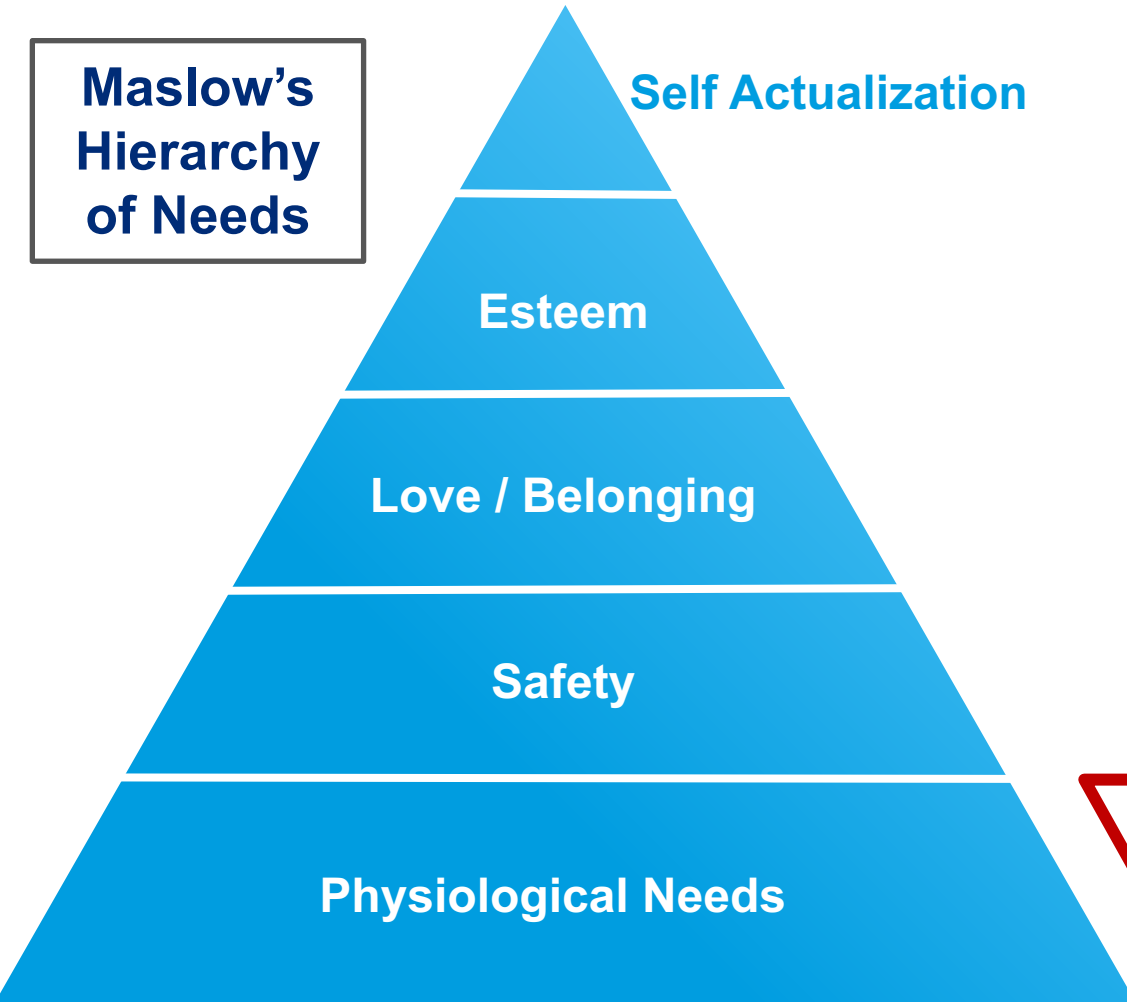 Maslow’s
Hierarchy
of Needs
Self Actualization
Esteem
Love / Belonging
Safety
Physiological Needs